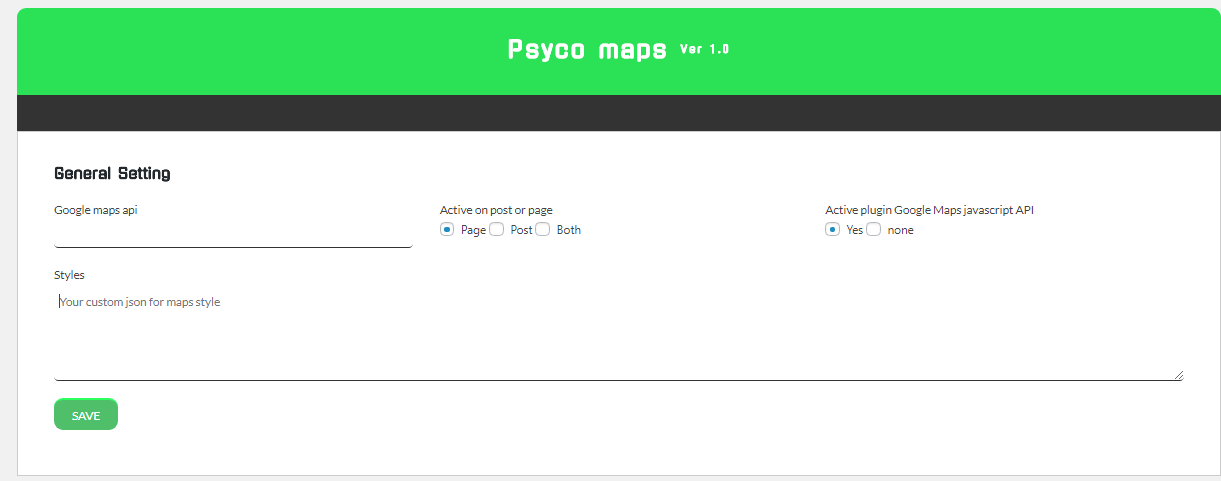 Psyco maps Ver 1.0
General Setting
Google maps api
Active on post or page
Page Post Both
Active plugin Google Maps javascript API
Yes none
Styles
Your custom json for maps style
SAVE